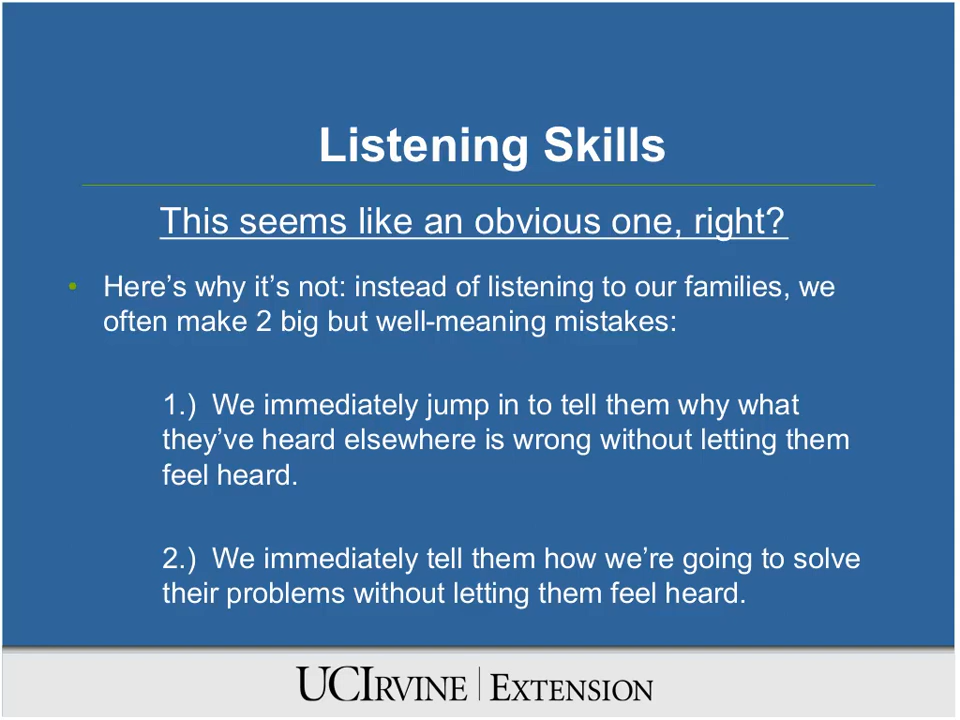 Listening Skills
This seems like an obvious one, right?
• Here’s why it’s not: instead of listening to our families, we
often make 2 big but well-meaning mistakes:
1.) We immediately jump in to tell them why what
they’ve heard elsewhere is wrong without letting them
feel heard.
2.) We immediately tell them how we’re going to solve
their problems without letting them feel heard.
UCIRVINE | EXTENSION